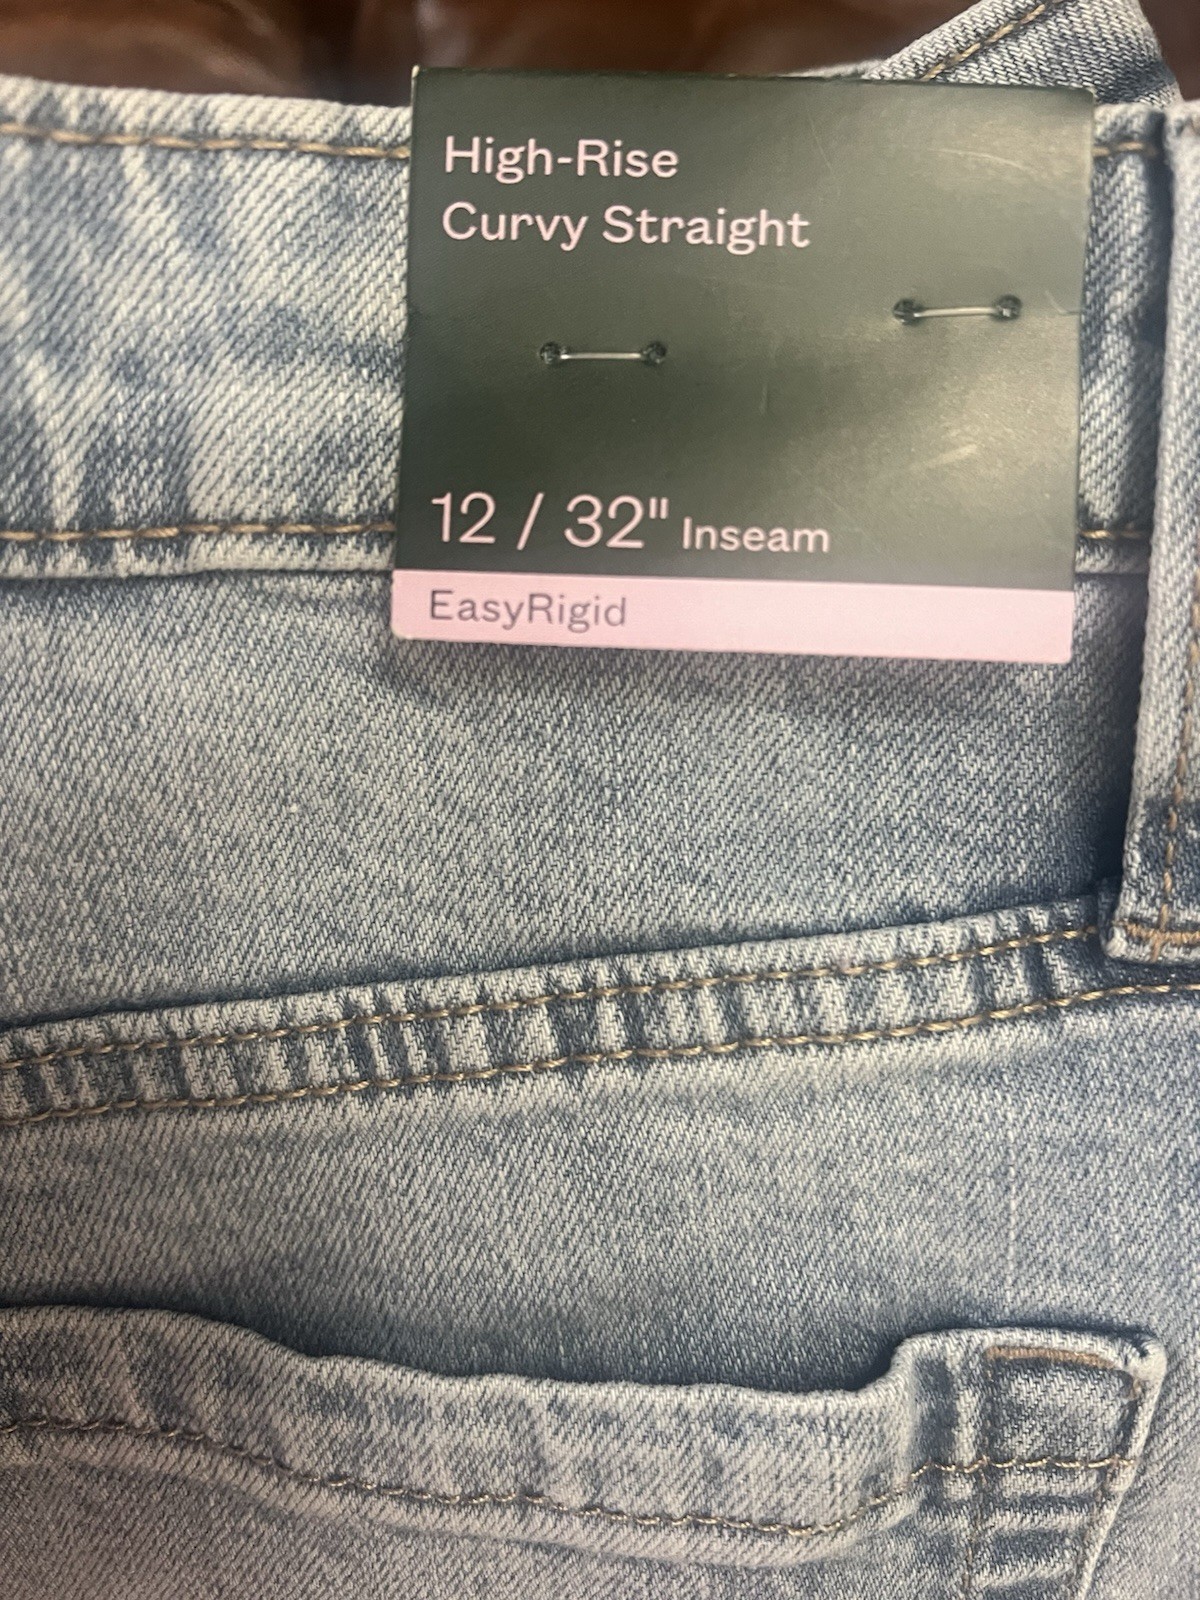 High-Rise
Curvy Straight
12 / 32" Inseam
EasyRigid